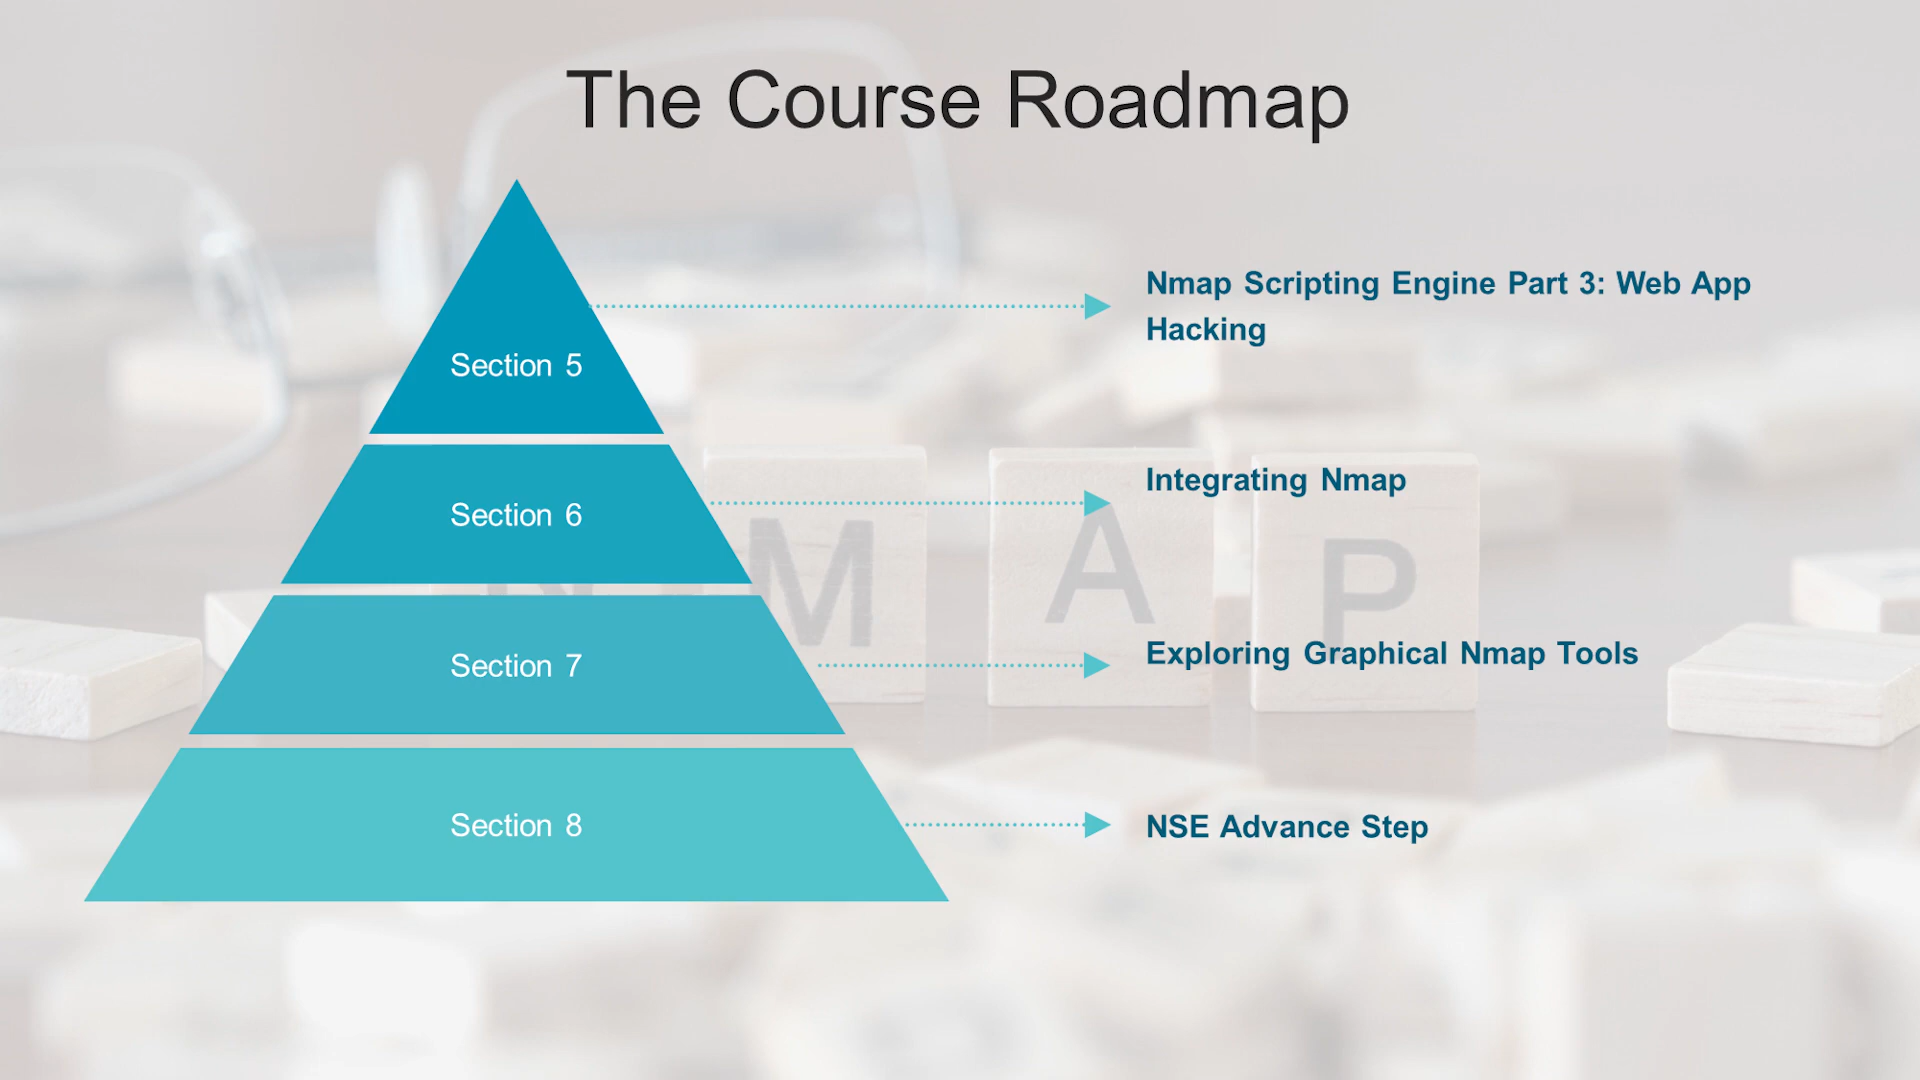 The Course Roadmap
Section 5
Nmap Scripting Engine Part 3: Web App
Hacking
Section 6
Integrating Nmap
N M A P
Section 7
Exploring Graphical Nmap Tools
Section 8
NSE Advance Step